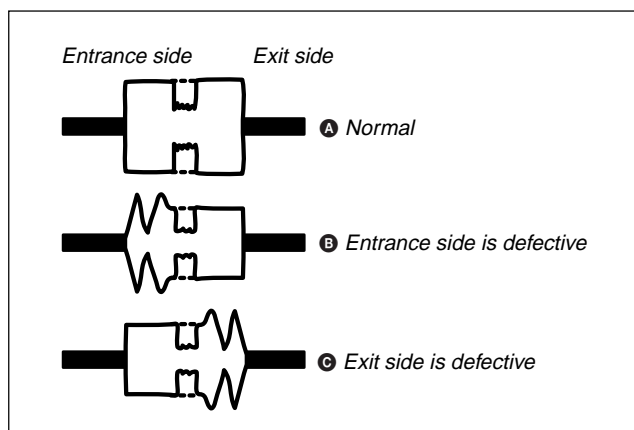 Entrance side Exit side
A Normal
B Entrance side is defective
C Exit side is defective